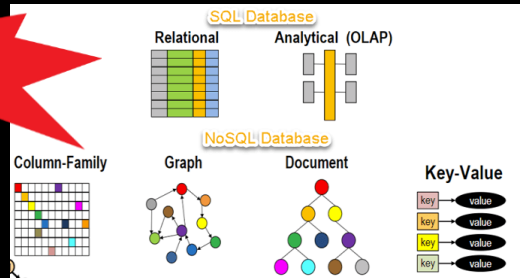 SQL Database
Relational
Analytical (OLAP)
NoSQL Database
Column-Family
Graph
Document
Key-Value
key value
key value
key value
key value